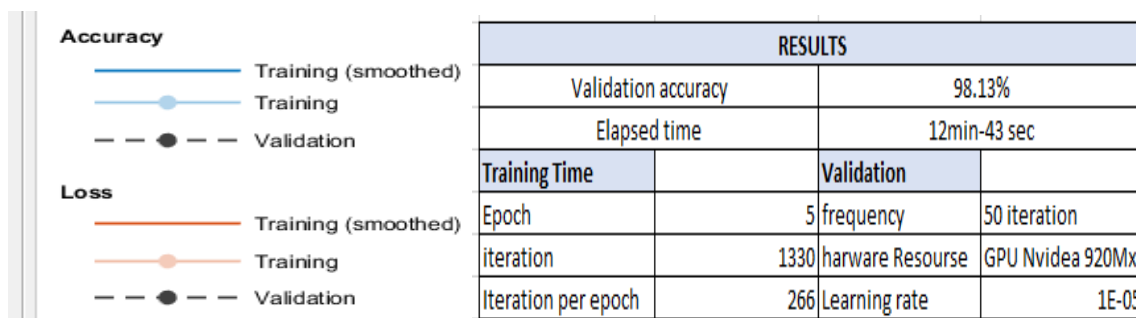 Accuracy
Training (smoothed)
Training
Validation
Loss
Training (smoothed)
Training
Validation
RESULTS
Validation accuracy 98.13%
Elapsed time 12min-43 sec
Training Time Validation
Epoch 5 frequency 50 iteration
iteration 1330 harware Resourse GPU Nvidea 920Mx
Iteration per epoch 266 Learning rate 1E-05